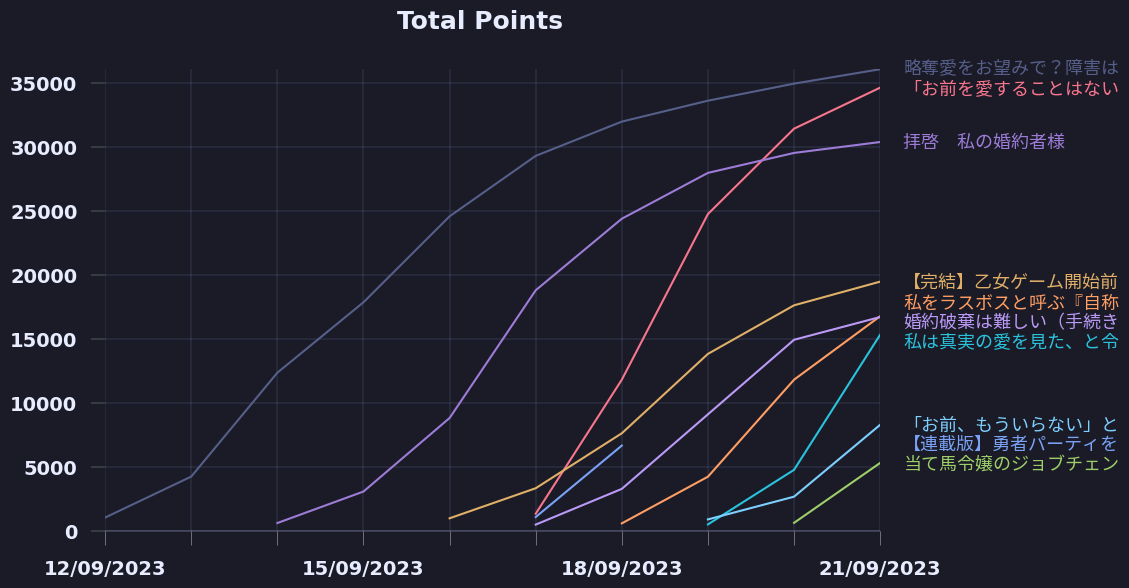 Total Points
35000
30000
25000
20000
15000
10000
5000
0
12/09/2023
15/09/2023
18/09/2023
21/09/2023
略奪愛をお望みで？障害は
「お前を愛することはない
拝啓　私の婚約者様
【完結】乙女ゲーム開始前
私をラスボスと呼ぶ『自称
婚約破棄は難しい（手続き
私は真実の愛を見た、と令
「お前、もういらない」と
【連載版】勇者パーティを
当て馬令嬢のジョブチェン